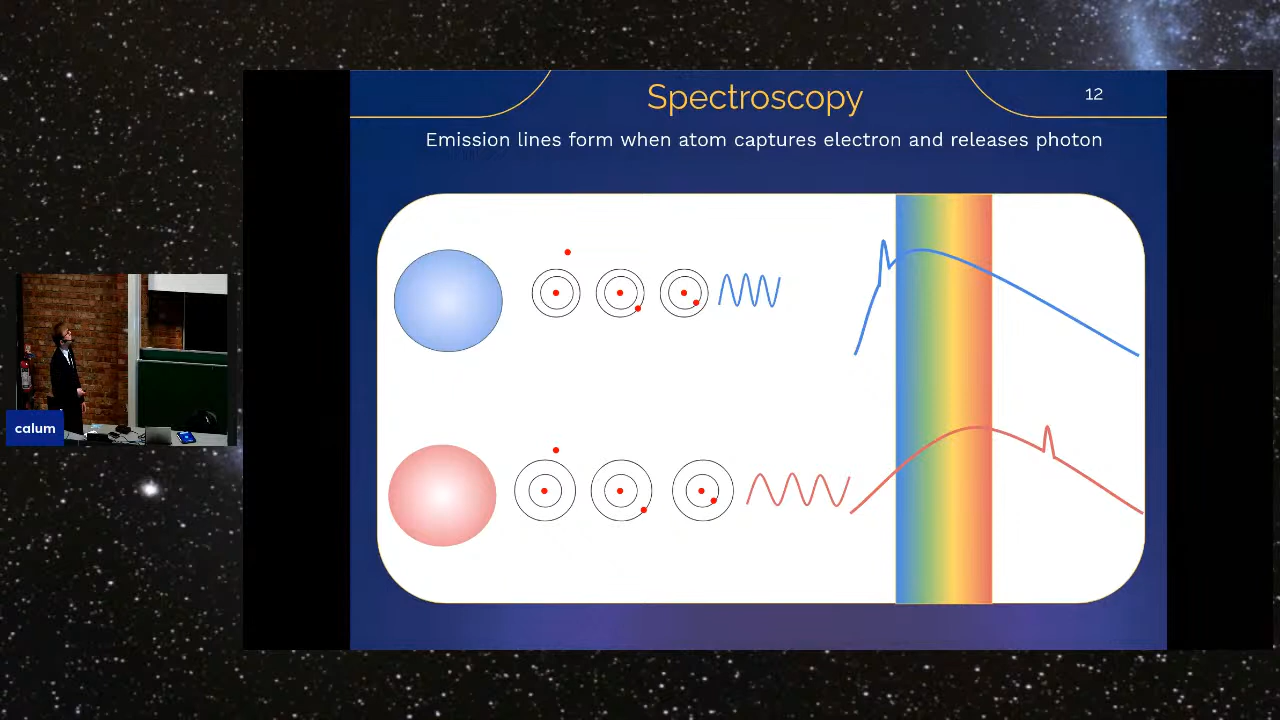 Spectroscopy
12
Emission lines form when atom captures electron and releases photon
calum